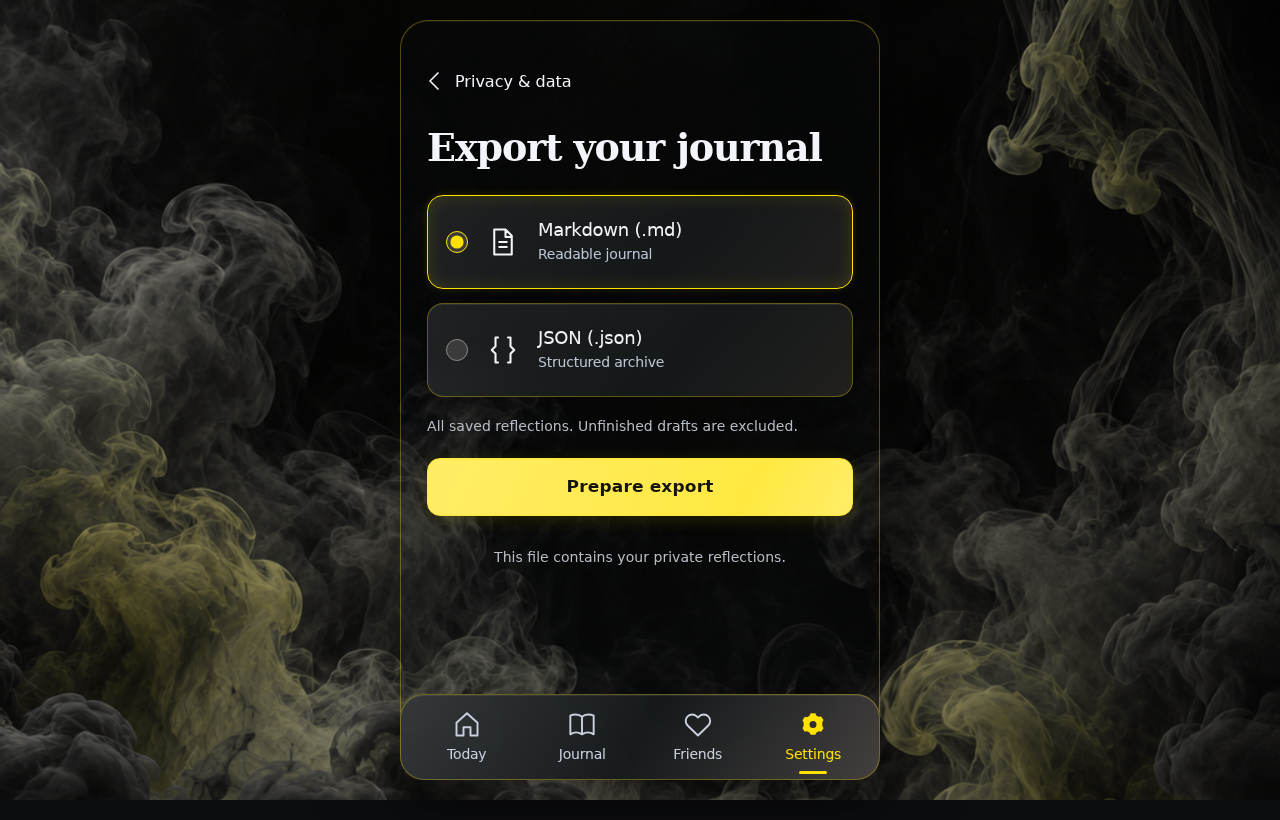 Privacy & data
Export your journal
Markdown (.md)
Readable journal
JSON (.json)
Structured archive
All saved reflections. Unfinished drafts are excluded.
Prepare export
This file contains your private reflections.
Today
Journal
Friends
Settings